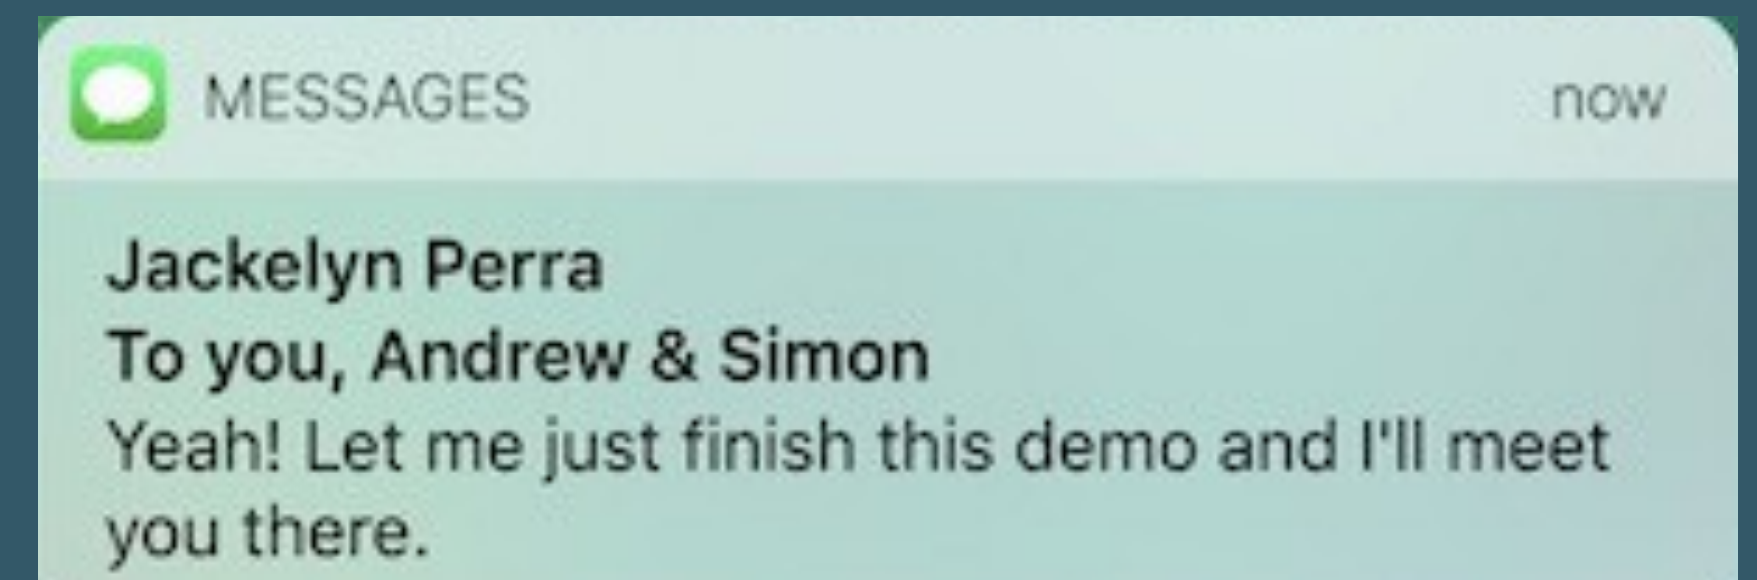 MESSAGES now
Jackelyn Perra
To you, Andrew & Simon
Yeah! Let me just finish this demo and I'll meet
you there.